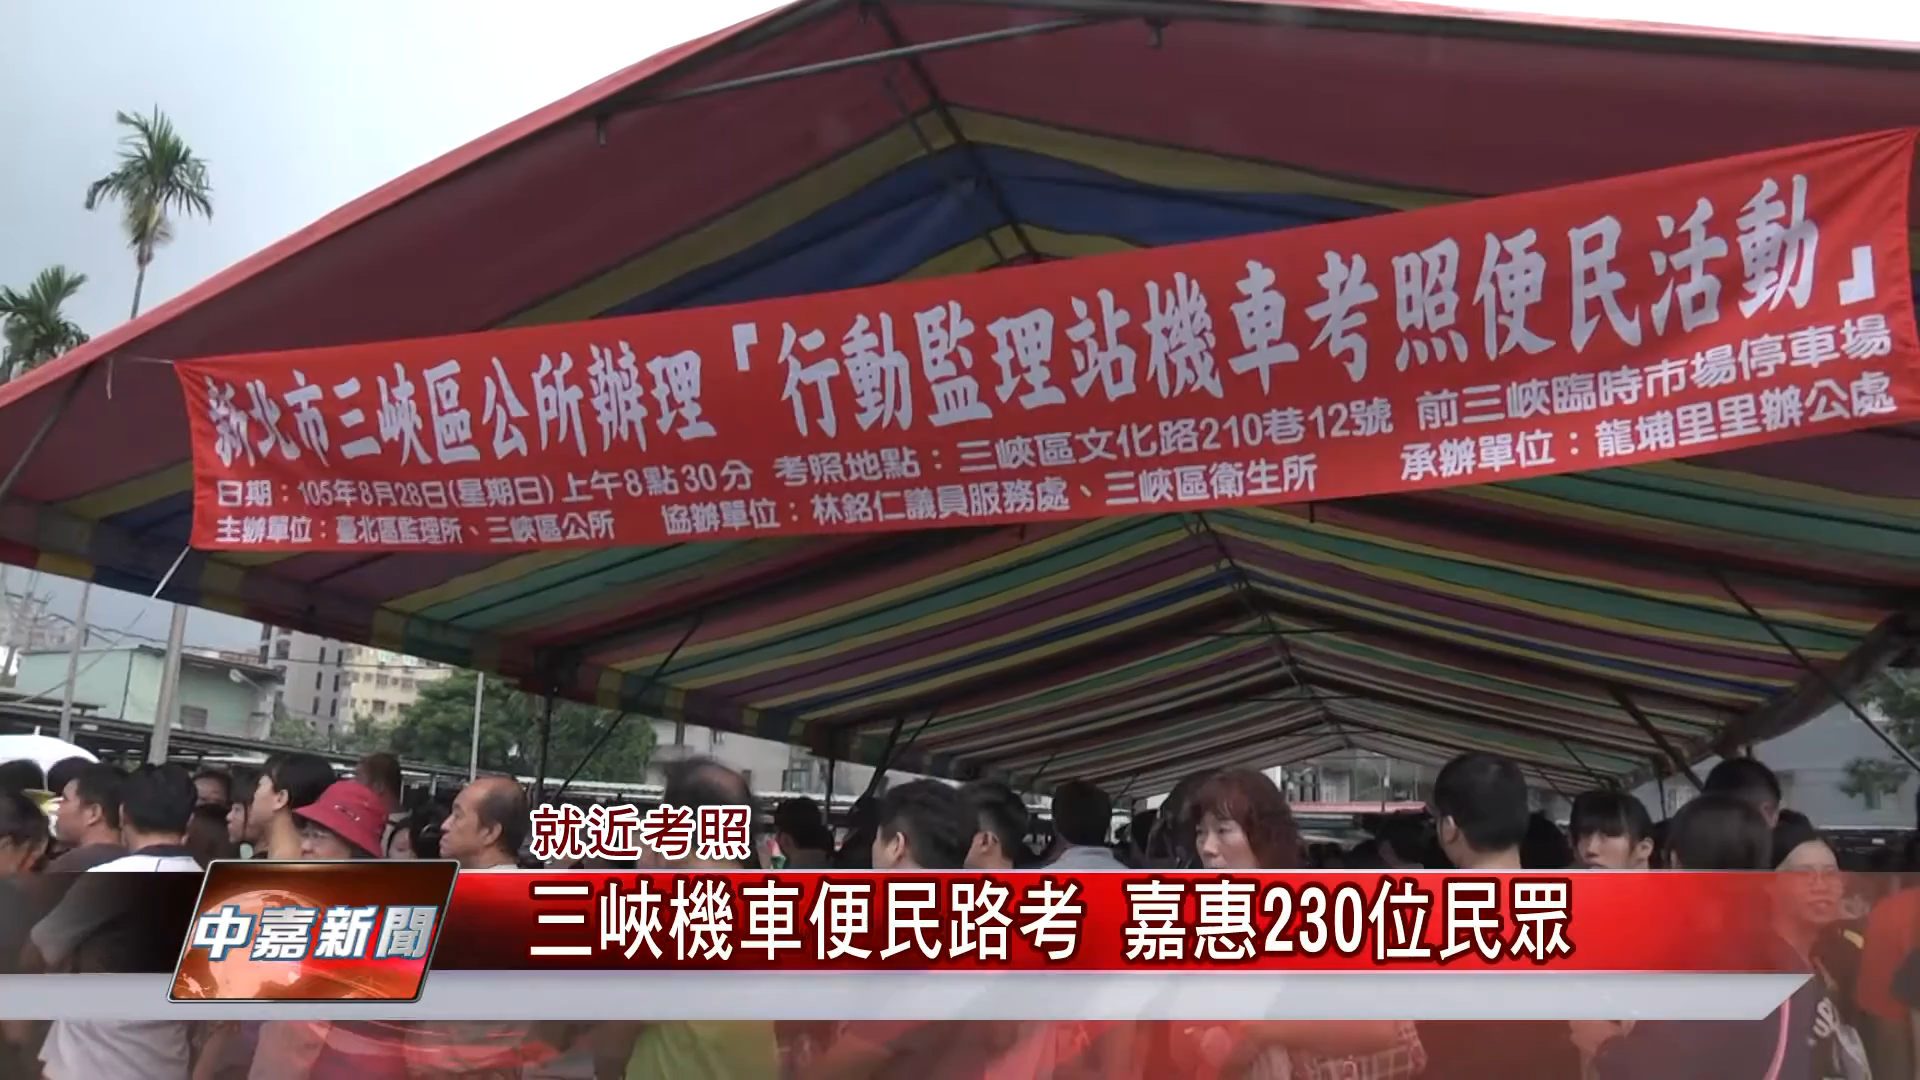 新北市三峽區公所辦理「行動監理站機車考照便民活動」
日期：105年8月28日(星期日)上午8點30分 考照地點：三峽區文化路210巷12號 前三峽臨時市場停車場
主辦單位：臺北區監理所、三峽區公所 協辦單位：林銘仁議員服務處、三峽區衛生所 承辦單位：龍埔里里辦公處
就近考照
中嘉新聞
三峽機車便民路考 嘉惠230位民眾